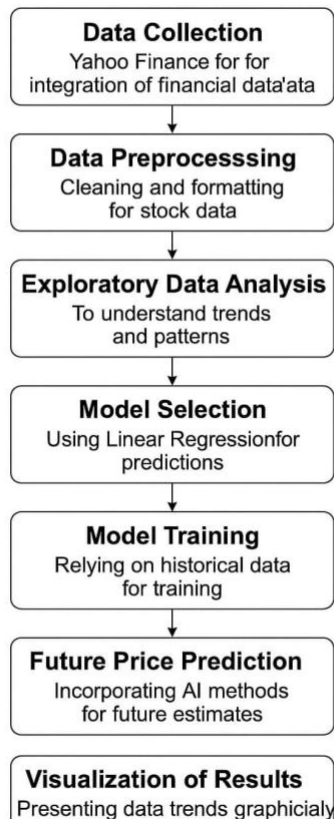 Data Collection
Yahoo Finance for for
integration of financial data'ata
Data Preprocesssing
Cleaning and formatting
for stock data
Exploratory Data Analysis
To understand trends
and patterns
Model Selection
Using Linear Regressionfor
predictions
Model Training
Relying on historical data
for training
Future Price Prediction
Incorporating AI methods
for future estimates
Visualization of Results
Presenting data trends graphicialy